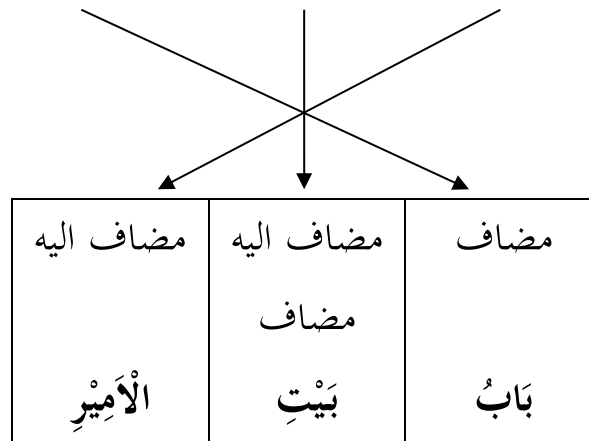 مضاف مضاف اليه مضاف اليه
مضاف
بَابُ بَيْتِ الْاَمِيْرِ